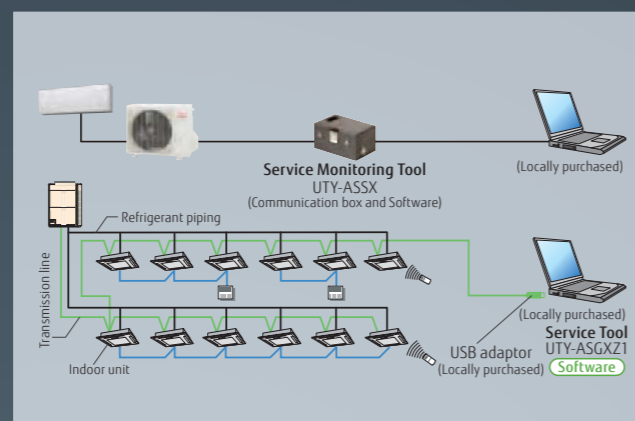 (Locally purchased)
Service Monitoring Tool
UTY-ASSX
(Communication box and Software)
Refrigerant piping
Transmission line
Indoor unit
(Locally purchased)
Service Tool
UTY-ASGXZ1
Software
USB adaptor
(Locally purchased)